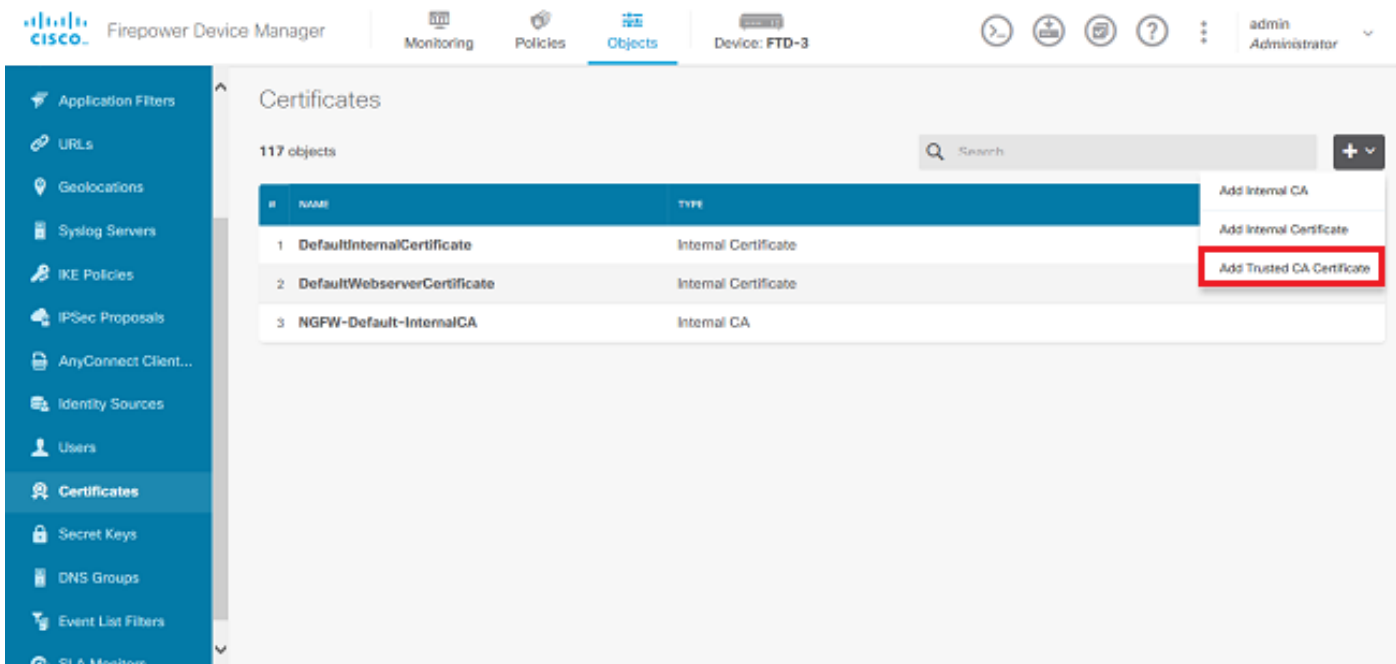 CISCO
Firepower Device Manager
Monitoring
Policies
Objects
Device: FTD-3
admin
Administrator
Application Filters
URLs
Geolocations
Syslog Servers
IKE Policies
IPSec Proposals
AnyConnect Client...
Identity Sources
Users
Certificates
Secret Keys
DNS Groups
Event List Filters
SLA Monitors
Certificates
117 objects
Search
Add Internal CA
Add Internal Certificate
Add Trusted CA Certificate
# NAME TYPE
1 DefaultInternalCertificate Internal Certificate
2 DefaultWebserverCertificate Internal Certificate
3 NGFW-Default-InternalCA Internal CA